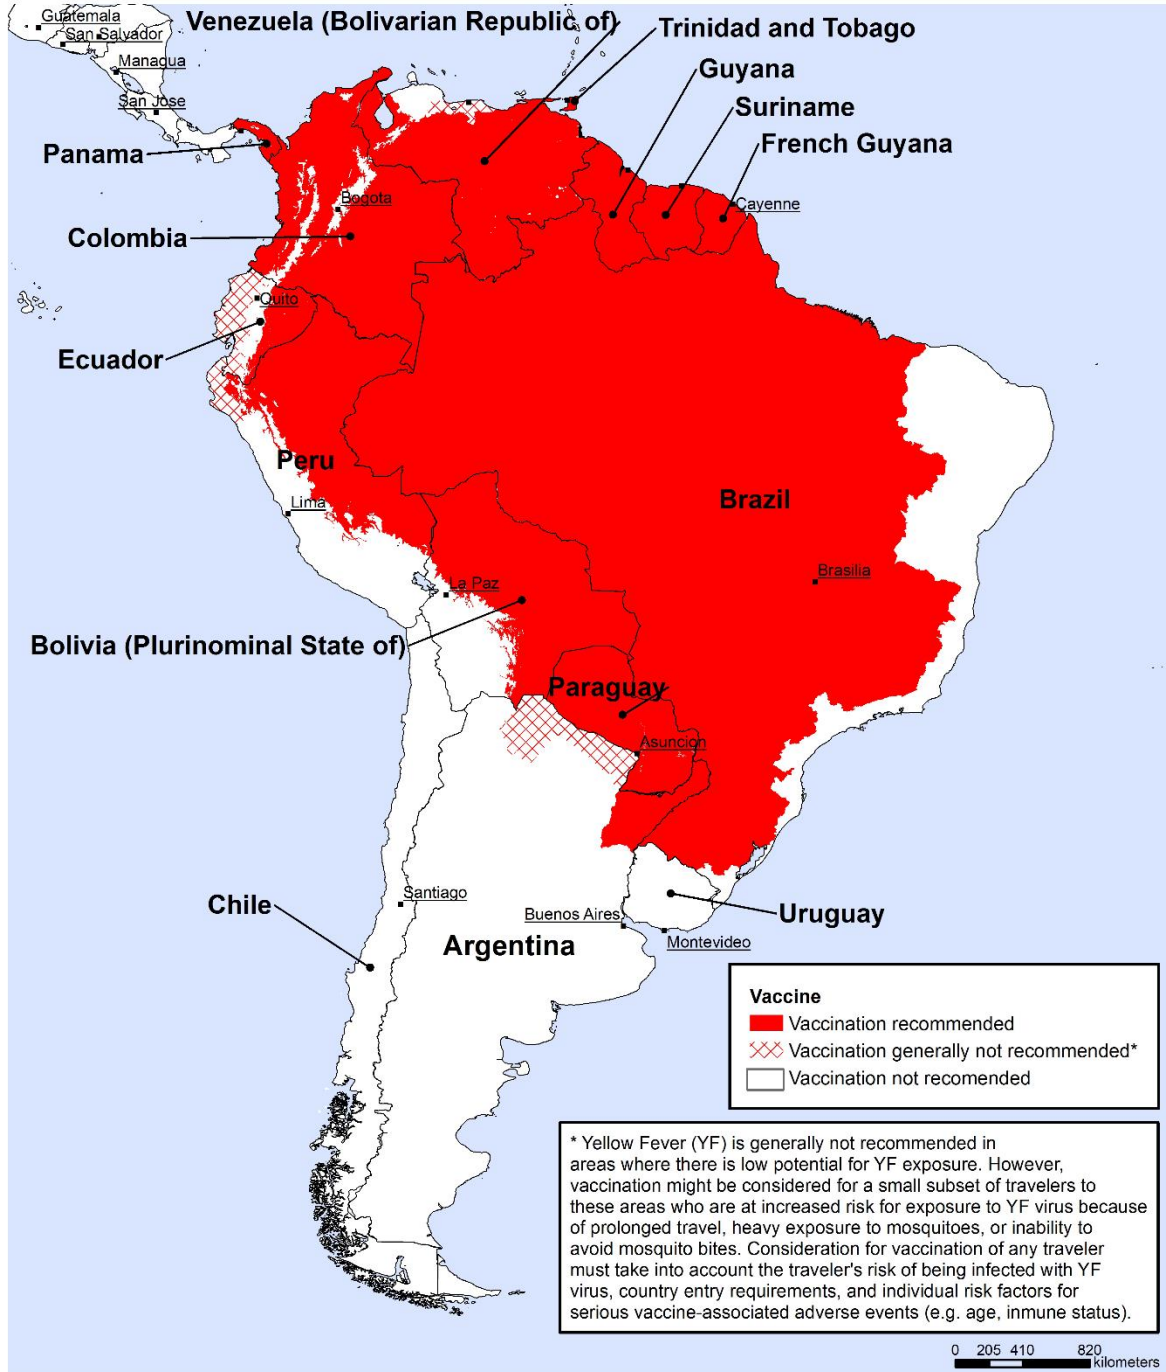 Guatemala
San Salvador
Managua
San Jose
Venezuela (Bolivarian Republic of)
Trinidad and Tobago
Guyana
Suriname
French Guyana
Panama
Bogota
Cayenne
Colombia
Quito
Ecuador
Peru
Lima
Brazil
Brasilia
La Paz
Bolivia (Plurinominal State of)
Paraguay
Asuncion
Santiago
Chile
Buenos Aires
Uruguay
Argentina
Montevideo
Vaccine
Vaccination recommended
Vaccination generally not recommended*
Vaccination not recomended
* Yellow Fever (YF) is generally not recommended in
areas where there is low potential for YF exposure. However,
vaccination might be considered for a small subset of travelers to
these areas who are at increased risk for exposure to YF virus because
of prolonged travel, heavy exposure to mosquitoes, or inability to
avoid mosquito bites. Consideration for vaccination of any traveler
must take into account the traveler's risk of being infected with YF
virus, country entry requirements, and individual risk factors for
serious vaccine-associated adverse events (e.g. age, inmune status).
0 205 410 820
kilometers